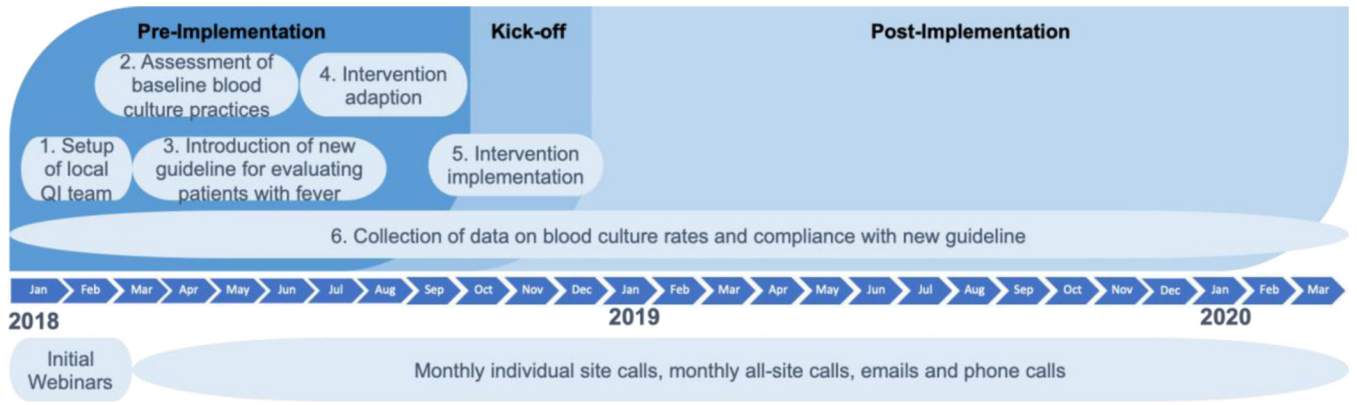 Pre-Implementation
Kick-off
Post-Implementation
2. Assessment of
baseline blood
culture practices
4. Intervention
adaption
1. Setup
of local
QI team
3. Introduction of new
guideline for evaluating
patients with fever
5. Intervention
implementation
6. Collection of data on blood culture rates and compliance with new guideline
Jan Feb Mar Apr May Jun Jul Aug Sep Oct Nov Dec Jan Feb Mar Apr May Jun Jul Aug Sep Oct Nov Dec Jan Feb Mar
2018 2019 2020
Initial
Webinars
Monthly individual site calls, monthly all-site calls, emails and phone calls